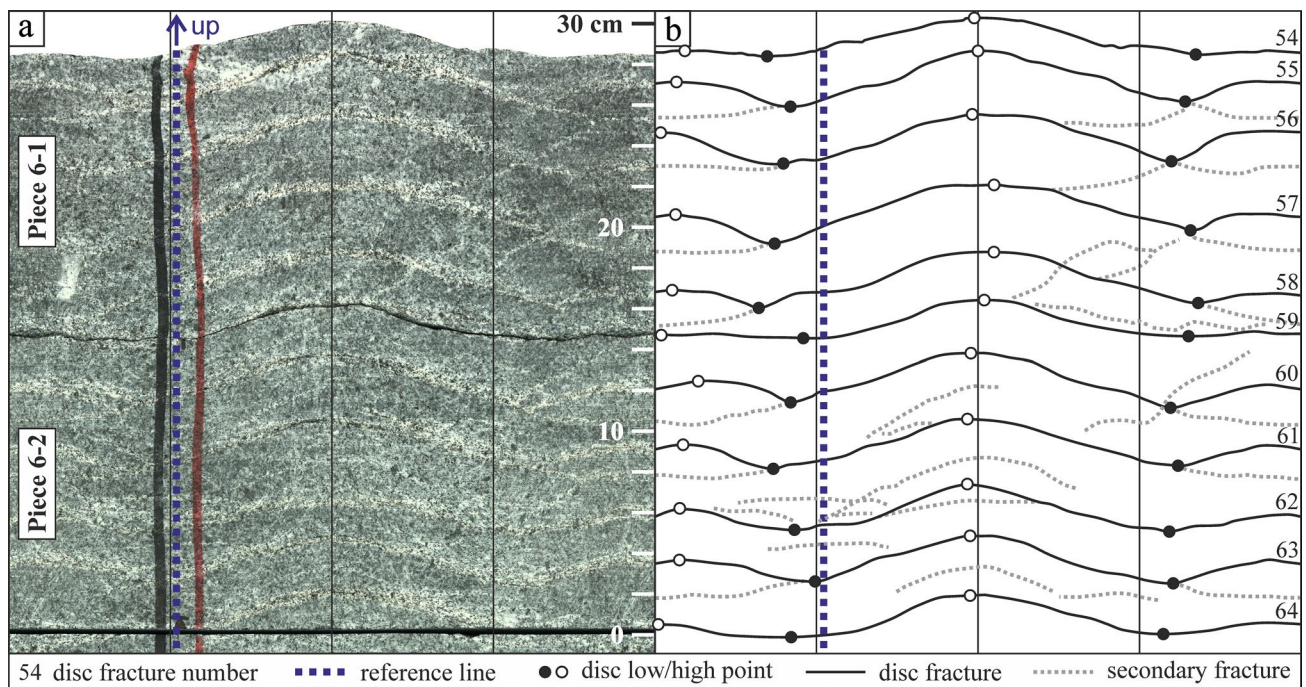 a
up
30 cm
20
10
0
Piece 6-1
Piece 6-2
b
54
55
56
57
58
59
60
61
62
63
64
54 disc fracture number
reference line
disc low/high point
disc fracture
secondary fracture